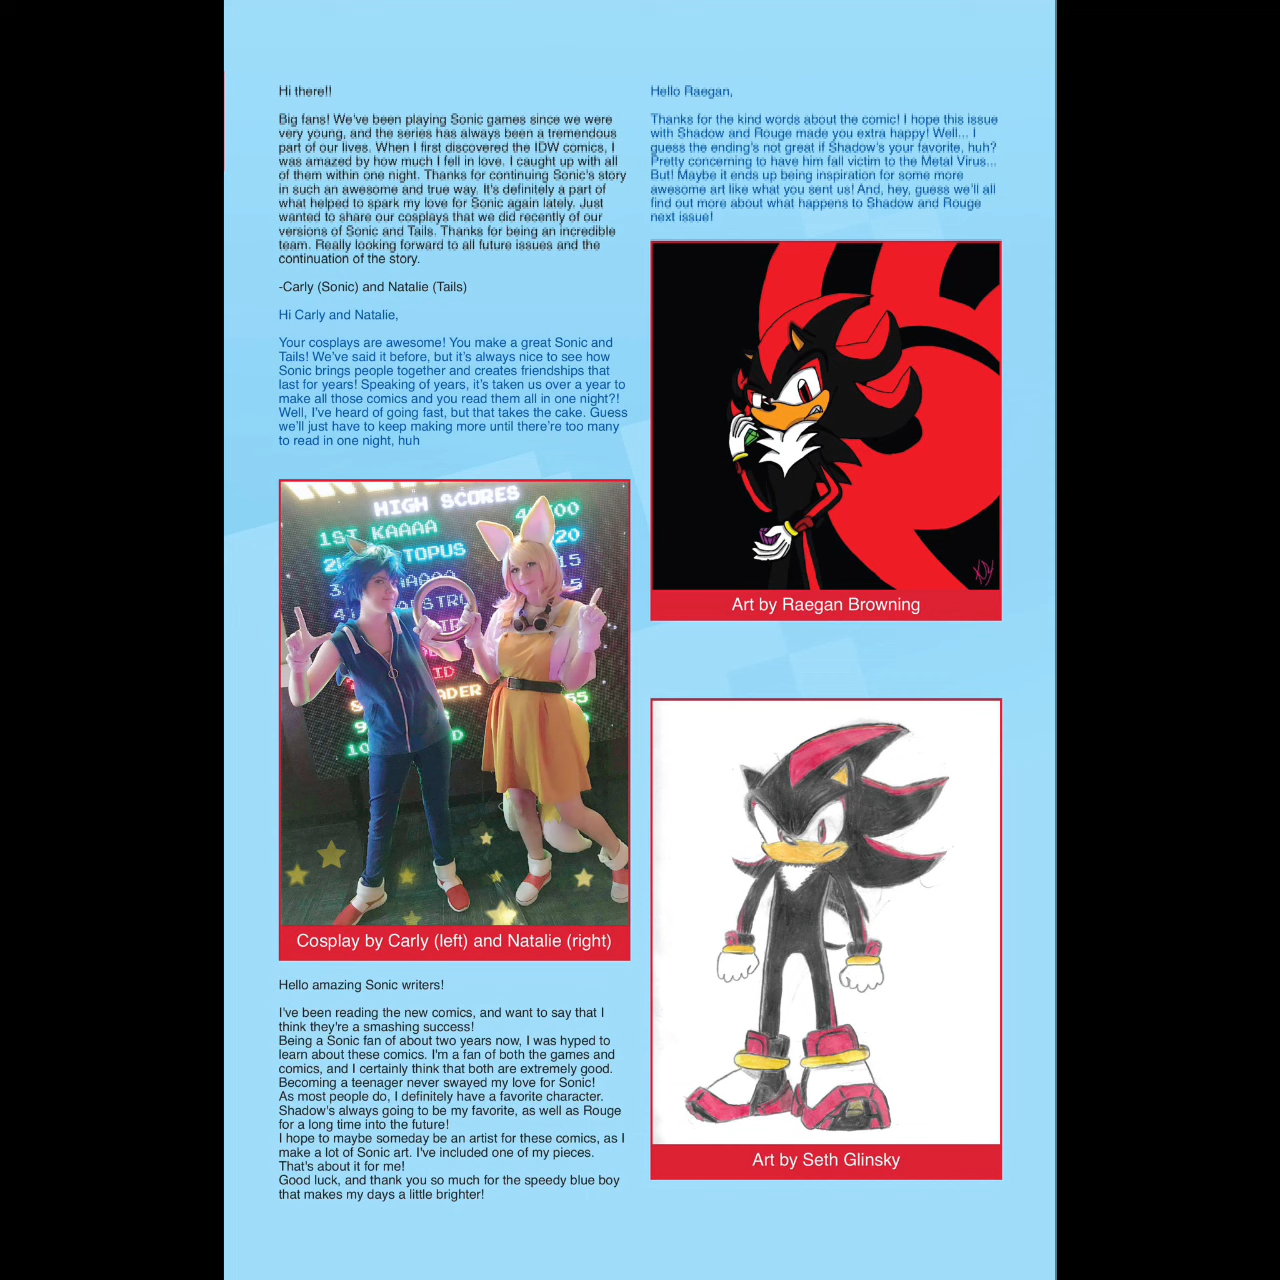 Hi there!!
Big fans! We've been playing Sonic games since we were
very young, and the series has always been a tremendous
part of our lives. When I first discovered the IDW comics, I
was amazed by how much I fell in love. I caught up with all
of them within one night. Thanks for continuing Sonic's story
in such an awesome and true way. It's definitely a part of
what helped to spark my love for Sonic again lately. Just
wanted to share our cosplays that we did recently of our
versions of Sonic and Tails. Thanks for being an incredible
team. Really looking forward to all future issues and the
continuation of the story.
-Carly (Sonic) and Natalie (Tails)
Hi Carly and Natalie,
Your cosplays are awesome! You make a great Sonic and
Tails! We've said it before, but it's always nice to see how
Sonic brings people together and creates friendships that
last for years! Speaking of years, it's taken us over a year to
make all those comics and you read them all in one night?!
Well, I've heard of going fast, but that takes the cake. Guess
we'll just have to keep making more until there're too many
to read in one night, huh
HIGH SCORES
1ST KAAAA
Cosplay by Carly (left) and Natalie (right)
Hello amazing Sonic writers!
I've been reading the new comics, and want to say that I
think they're a smashing success!
Being a Sonic fan of about two years now, I was hyped to
learn about these comics. I'm a fan of both the games and
comics, and I certainly think that both are extremely good.
Becoming a teenager never swayed my love for Sonic!
As most people do, I definitely have a favorite character.
Shadow's always going to be my favorite, as well as Rouge
for a long time into the future!
I hope to maybe someday be an artist for these comics, as I
make a lot of Sonic art. I've included one of my pieces.
That's about it for me!
Good luck, and thank you so much for the speedy blue boy
that makes my days a little brighter!
Hello Raegan,
Thanks for the kind words about the comic! I hope this issue
with Shadow and Rouge made you extra happy! Well... I
guess the ending's not great if Shadow's your favorite, huh?
Pretty concerning to have him fall victim to the Metal Virus...
But! Maybe it ends up being inspiration for some more
awesome art like what you sent us! And, hey, guess we'll all
find out more about what happens to Shadow and Rouge
next issue!
Art by Raegan Browning
Art by Seth Glinsky